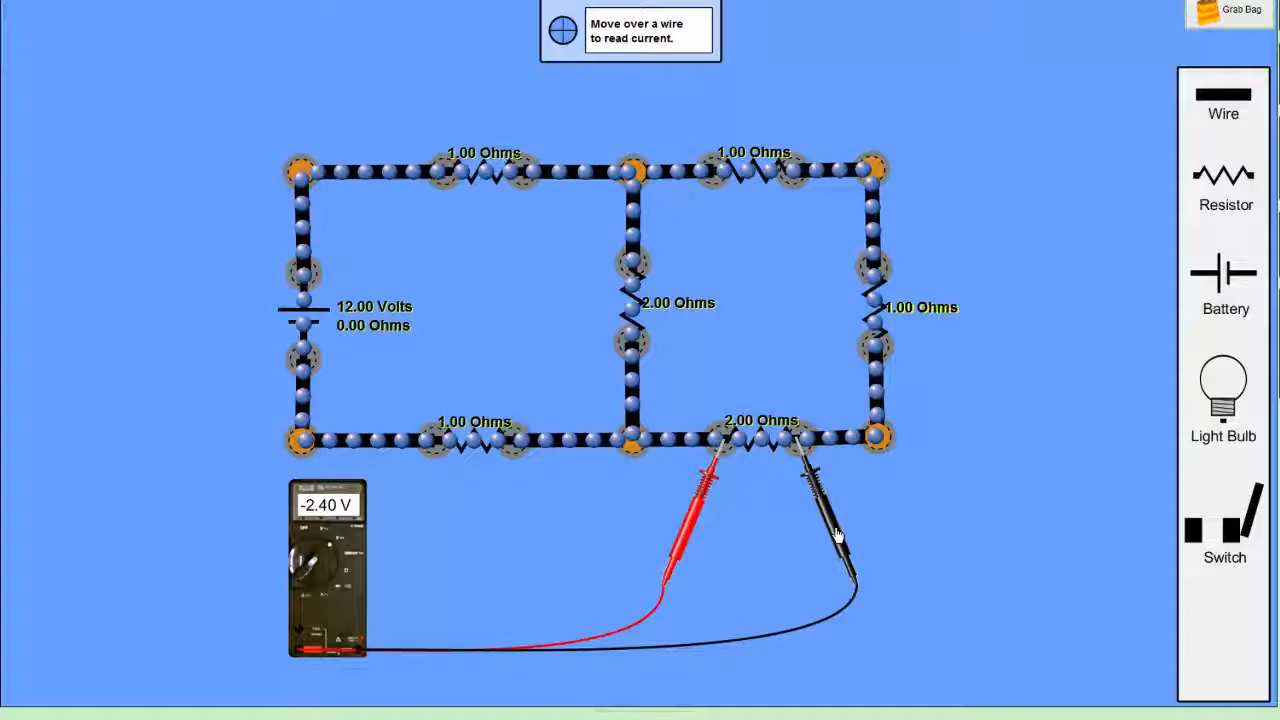 Grab Bag
Move over a wire
to read current.
Wire
1.00 Ohms
1.00 Ohms
Resistor
12.00 Volts
0.00 Ohms
2.00 Ohms
1.00 Ohms
Battery
1.00 Ohms
2.00 Ohms
Light Bulb
-2.40 V
OFF
Switch